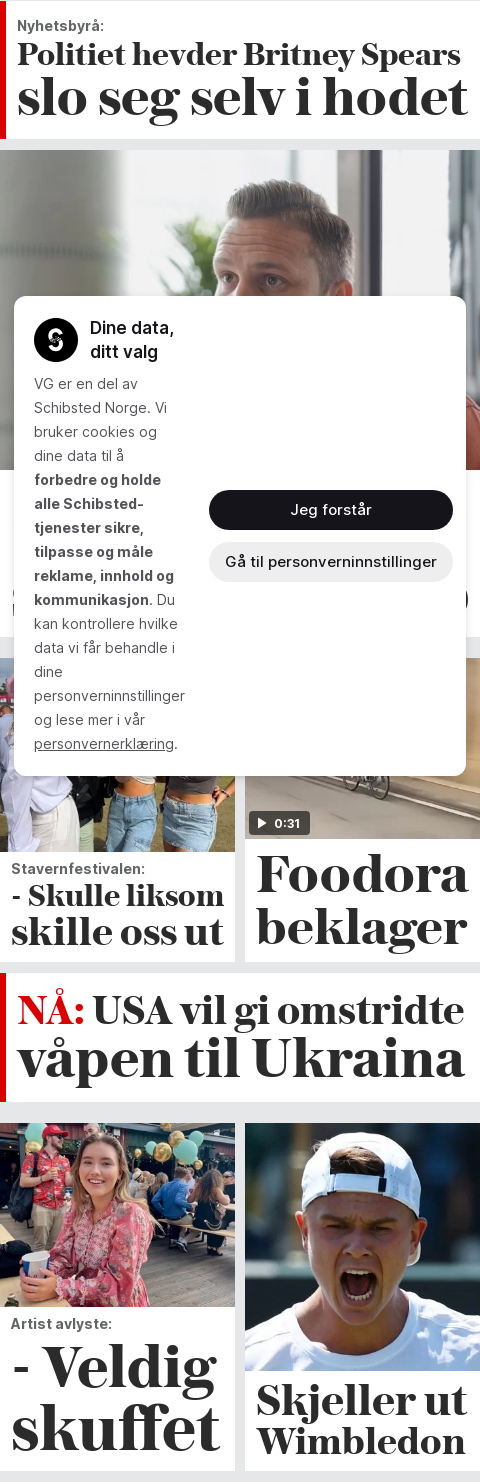 Nyhetsbyrå:
Politiet hevder Britney Spears
slo seg selv i hodet
Dine data,
ditt valg
VG er en del av
Schibsted Norge. Vi
bruker cookies og
dine data til å
forbedre og holde
alle Schibsted-
tjenester sikre,
tilpasse og måle
reklame, innhold og
kommunikasjon. Du
kan kontrollere hvilke
data vi får behandle i
dine
personverninnstillinger
og lese mer i vår
personvernerklæring.
Jeg forstår
Gå til personverninnstillinger
0:31
Stavernfestivalen:
- Skulle liksom
skille oss ut
Foodora
beklager
NÅ: USA vil gi omstridte
våpen til Ukraina
Artist avlyste:
- Veldig
skuffet
Skjeller ut
Wimbledon